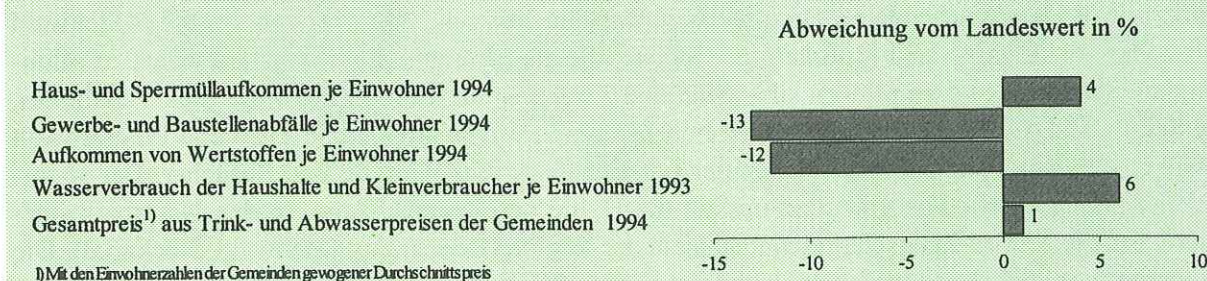 Abweichung vom Landeswert in %
Haus- und Sperrmüllaufkommen je Einwohner 1994
4
Gewerbe- und Baustellenabfälle je Einwohner 1994
-13
Aufkommen von Wertstoffen je Einwohner 1994
-12
Wasserverbrauch der Haushalte und Kleinverbraucher je Einwohner 1993
6
Gesamtpreis1) aus Trink- und Abwasserpreisen der Gemeinden 1994
1
-15 -10 -5 0 5 10
1) Mit den Einwohnerzahlen der Gemeinden gewogener Durchschnittspreis